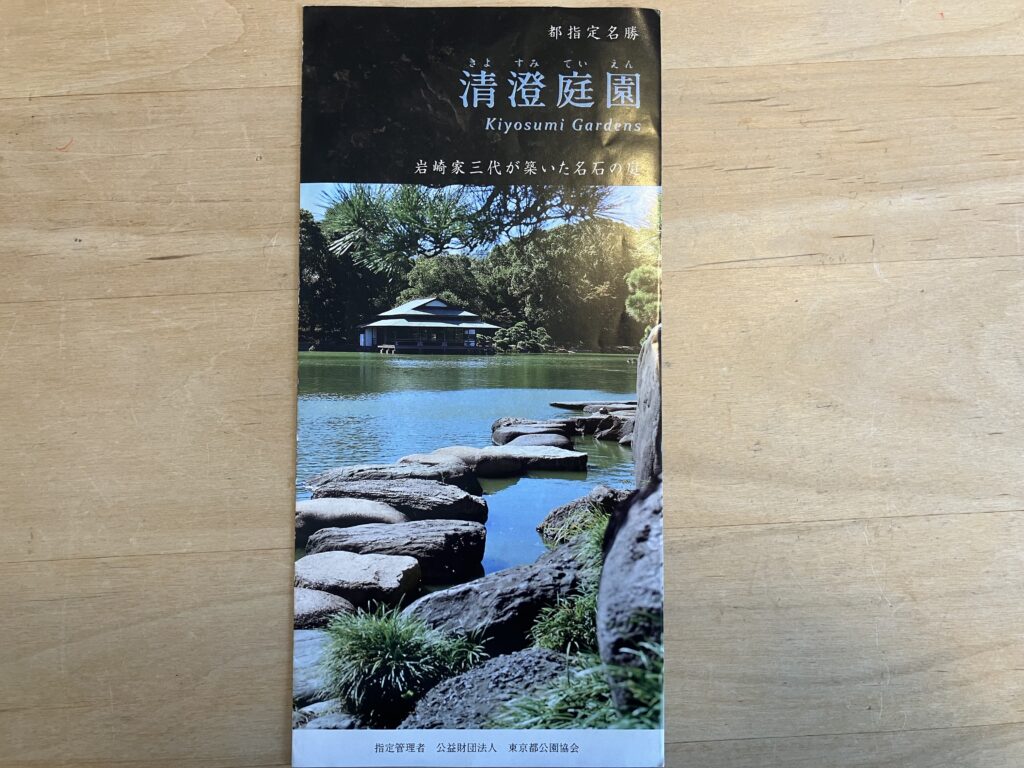 都指定名勝
きよ すみ てい えん
清澄庭園
Kiyosumi Gardens
岩崎家三代が築いた名石の庭
指定管理者 公益財団法人 東京都公園協会